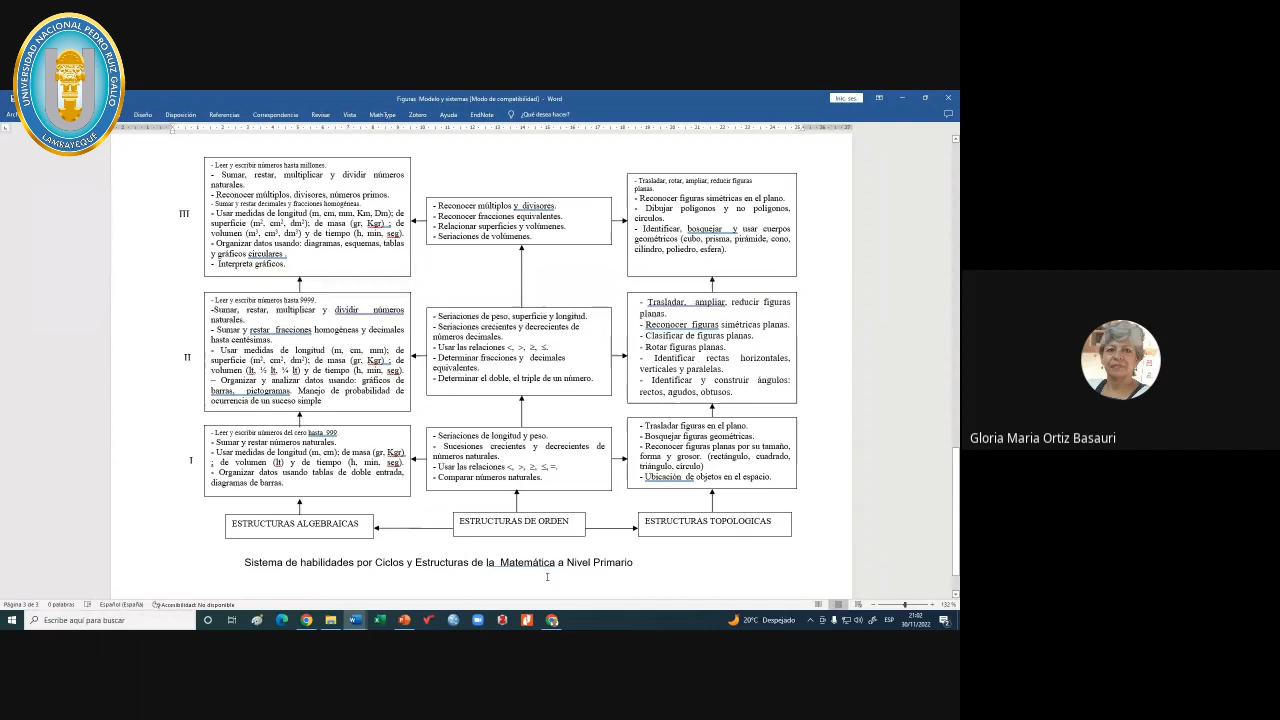 UNIVERSIDAD NACIONAL PEDRO RUIZ GALLO
LAMBAYEQUE
Figuras Modelo y sistemas [Modo de compatibilidad] - Word
Inic. ses.
Diseño Disposición Referencias Correspondencia Revisar Vista MathType Zotero Ayuda EndNote ¿Qué desea hacer?
III
- Leer y escribir números hasta millones.
- Sumar, restar, multiplicar y dividir números
naturales.
- Reconocer múltiplos, divisores, números primos.
- Sumar y restar decimales y fracciones homogéneas.
- Usar medidas de longitud (m, cm, mm, Km, Dm); de
superficie (m², cm², dm²); de masa (gr, Kgr) ; de
volumen (m³, cm³, dm³) y de tiempo (h, min, seg).
- Organizar datos usando: diagramas, esquemas, tablas
y gráficos circulares .
- Interpreta gráficos.
- Reconocer múltiplos y divisores.
- Reconocer fracciones equivalentes.
- Relacionar superficies y volúmenes.
- Seriaciones de volúmenes.
- Trasladar, rotar, ampliar, reducir figuras
planas.
- Reconocer figuras simétricas en el plano.
- Dibujar polígonos y no polígonos,
círculos.
- Identificar, bosquejar y usar cuerpos
geométricos (cubo, prisma, pirámide, cono,
cilindro, poliedro, esfera).
II
- Leer y escribir números hasta 9999.
-Sumar, restar, multiplicar y dividir números
naturales.
- Sumar y restar fracciones homogéneas y decimales
hasta centésimas.
- Usar medidas de longitud (m, cm, mm); de
superficie (m², cm², dm²); de masa (gr, Kgr) ; de
volumen (lt, ½ lt, ¼ lt) y de tiempo (h, min, seg).
– Organizar y analizar datos usando: gráficos de
barras, pictogramas. Manejo de probabilidad de
ocurrencia de un suceso simple
- Seriaciones de peso, superficie y longitud.
- Seriaciones crecientes y decrecientes de
números decimales.
- Usar las relaciones <, >, ≥, ≤.
- Determinar fracciones y decimales
equivalentes.
- Determinar el doble, el triple de un número.
- Trasladar, ampliar, reducir figuras
planas.
- Reconocer figuras simétricas planas.
- Clasificar de figuras planas.
- Rotar figuras planas.
- Identificar rectas horizontales,
verticales y paralelas.
- Identificar y construir ángulos:
rectos, agudos, obtusos.
I
- Leer y escribir números del cero hasta 999.
- Sumar y restar números naturales.
- Usar medidas de longitud (m, cm); de masa (gr, Kgr)
; de volumen (lt) y de tiempo (h, min, seg).
- Organizar datos usando tablas de doble entrada,
diagramas de barras.
- Seriaciones de longitud y peso.
- Sucesiones crecientes y decrecientes de
números naturales.
- Usar las relaciones <, >, ≥, ≤, =.
- Comparar números naturales.
- Trasladar figuras en el plano.
- Bosquejar figuras geométricas.
- Reconocer figuras planas por su tamaño,
forma y grosor. (rectángulo, cuadrado,
triángulo, círculo)
- Ubicación de objetos en el espacio.
ESTRUCTURAS ALGEBRAICAS
ESTRUCTURAS DE ORDEN
ESTRUCTURAS TOPOLOGICAS
Sistema de habilidades por Ciclos y Estructuras de la Matemática a Nivel Primario
Página 3 de 3 0 palabras Español (España) Accesibilidad: No disponible
132 %
Escribe aquí para buscar
20°C Despejado
ESP
21:02
30/11/2022
Gloria Maria Ortiz Basauri